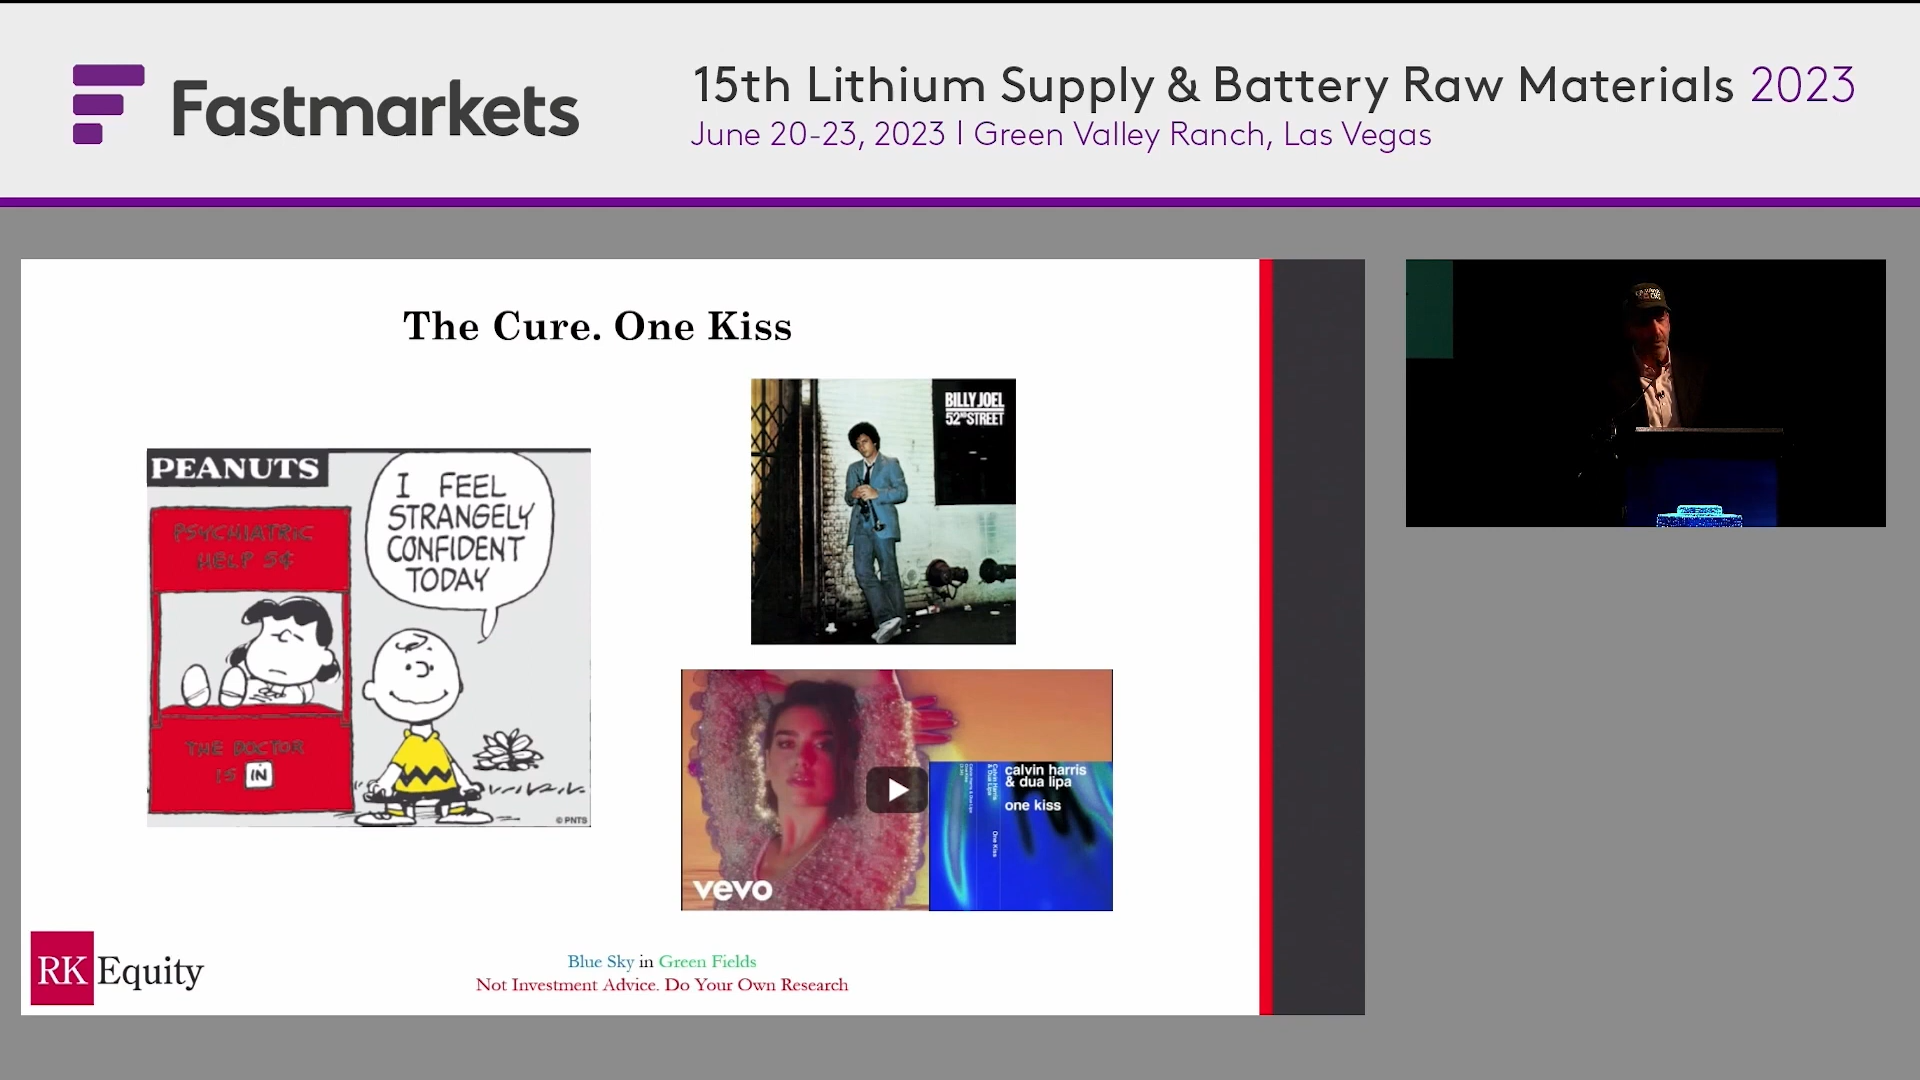 Fastmarkets
15th Lithium Supply & Battery Raw Materials 2023
June 20-23, 2023 | Green Valley Ranch, Las Vegas
The Cure. One Kiss
PEANUTS
PSYCHIATRIC
HELP 5¢
I FEEL
STRANGELY
CONFIDENT
TODAY
THE DOCTOR
IS IN
© PNTS
BILLY JOEL
52ND STREET
vevo
calvin harris
& dua lipa
one kiss
One Kiss
RK Equity
Blue Sky in Green Fields
Not Investment Advice. Do Your Own Research